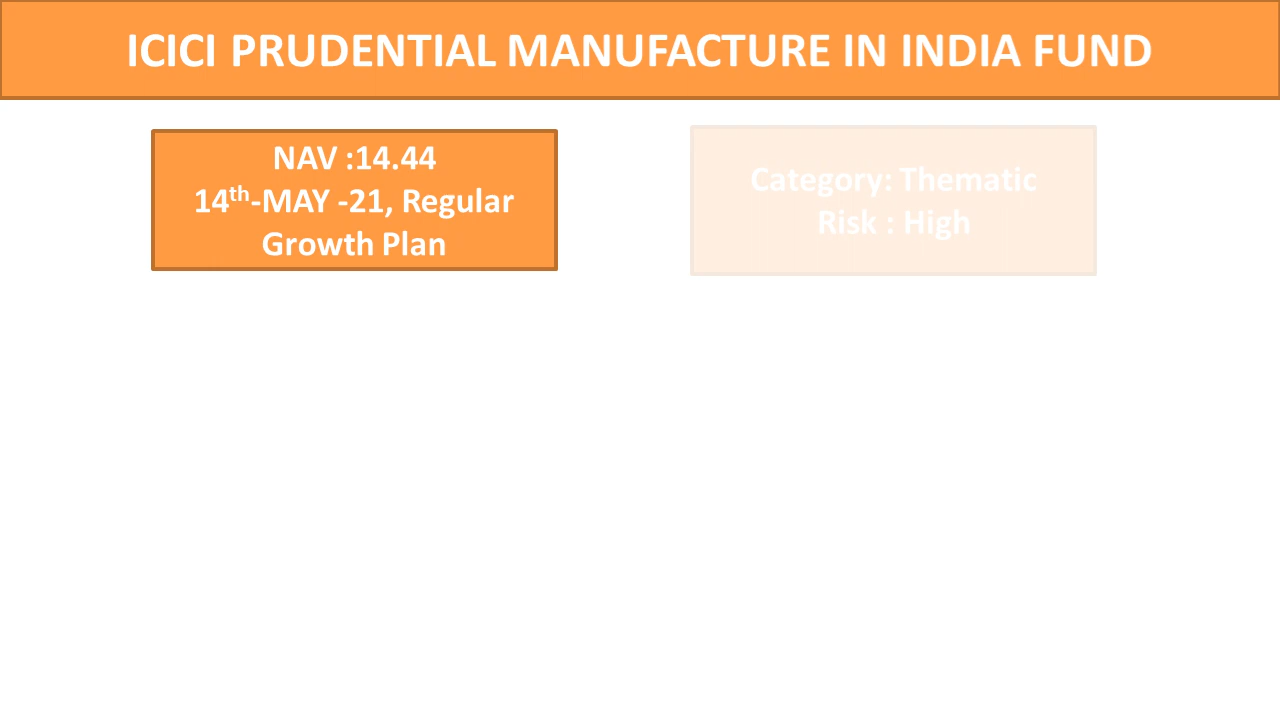 ICICI PRUDENTIAL MANUFACTURE IN INDIA FUND
NAV :14.44
14th-MAY -21, Regular
Growth Plan
Category: Thematic
Risk : High